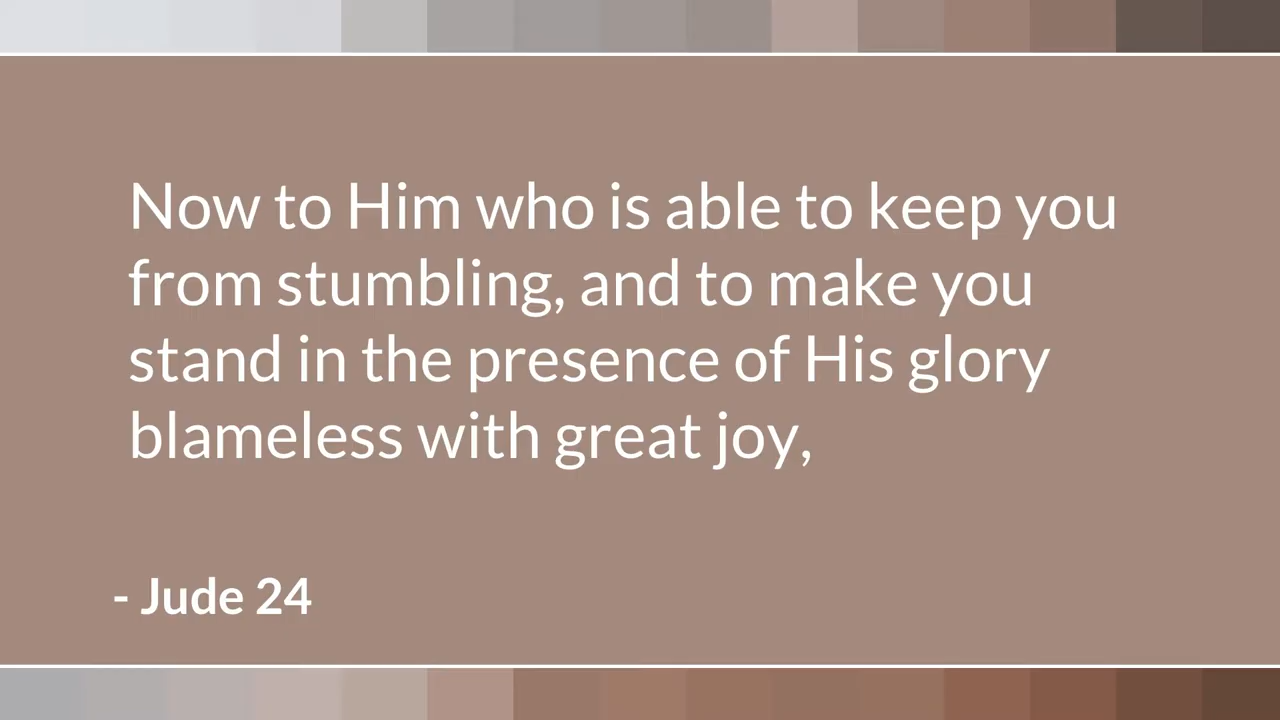 Now to Him who is able to keep you
from stumbling, and to make you
stand in the presence of His glory
blameless with great joy,
- Jude 24